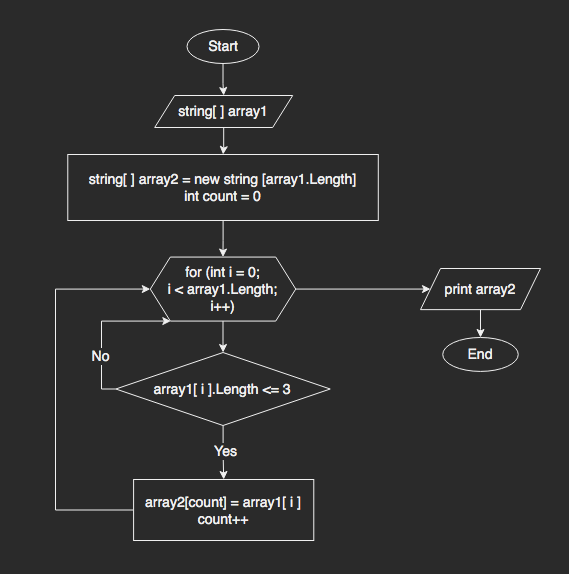 Start
string[ ] array1
string[ ] array2 = new string [array1.Length]
int count = 0
for (int i = 0;
i < array1.Length;
i++)
print array2
End
No
array1[ i ].Length <= 3
Yes
array2[count] = array1[ i ]
count++